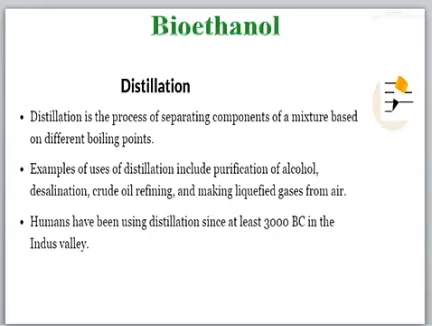 Bioethanol
Distillation
• Distillation is the process of separating components of a mixture based
on different boiling points.
• Examples of uses of distillation include purification of alcohol,
desalination, crude oil refining, and making liquefied gases from air.
• Humans have been using distillation since at least 3000 BC in the
Indus valley.